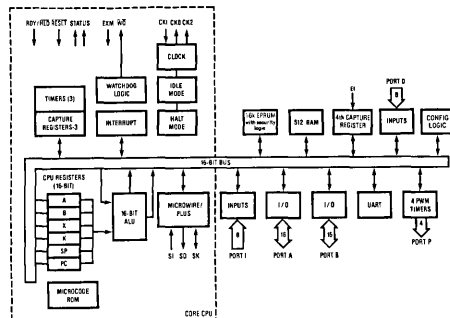 RDY/HLD RESET STATUS EXM WO CKI CK0 CK2
CLOCK
TIMERS (3)
CAPTURE REGISTERS-3
WATCHDOG LOGIC
INTERRUPT
IDLE MODE
HALT MODE
16k EPROM with security logic
512 RAM
EI
4th CAPTURE REGISTER
PORT D
8
INPUTS
CONFIG LOGIC
16-BIT BUS
CPU REGISTERS (16-BIT)
A
B
X
K
SP
PC
16-BIT ALU
MICROWIRE/PLUS
SI SO SK
MICROCODE ROM
CORE CPU
INPUTS
8
PORT I
I/O
16
PORT A
I/O
16
PORT B
UART
4 PWM TIMERS
4
PORT P